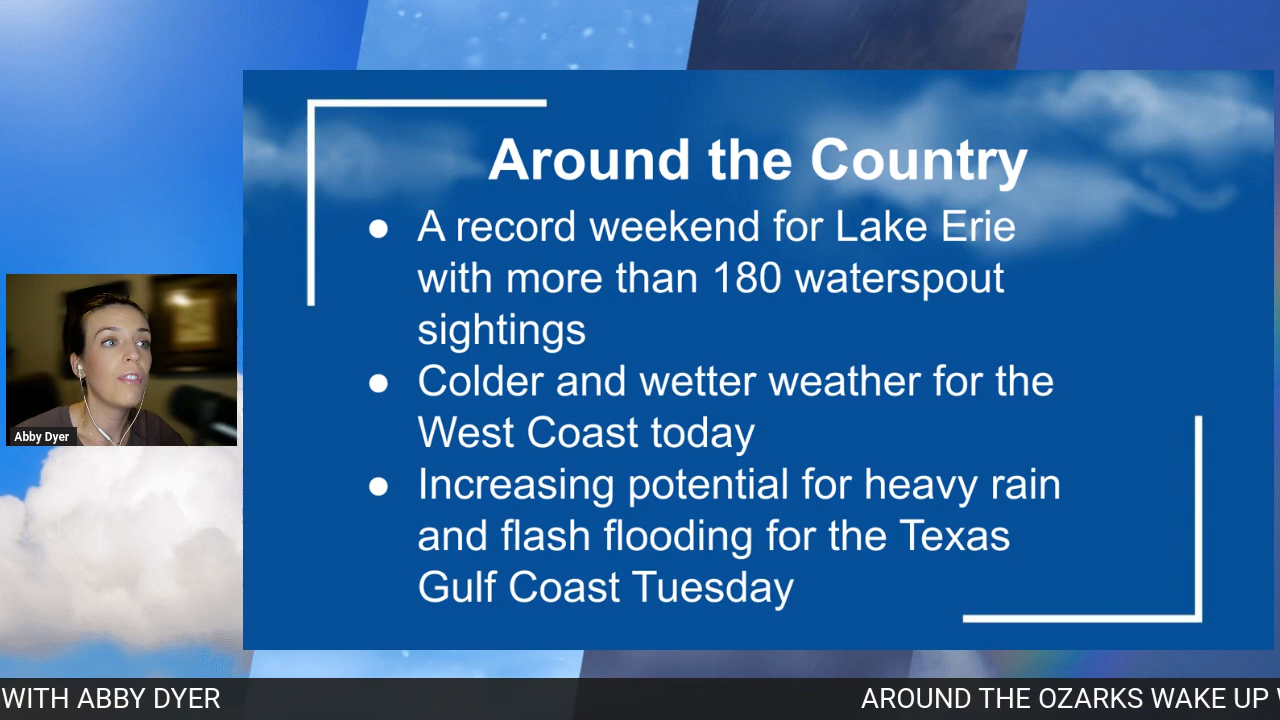 Around the Country
● A record weekend for Lake Erie
with more than 180 waterspout
sightings
● Colder and wetter weather for the
West Coast today
● Increasing potential for heavy rain
and flash flooding for the Texas
Gulf Coast Tuesday
Abby Dyer
WITH ABBY DYER
AROUND THE OZARKS WAKE UP